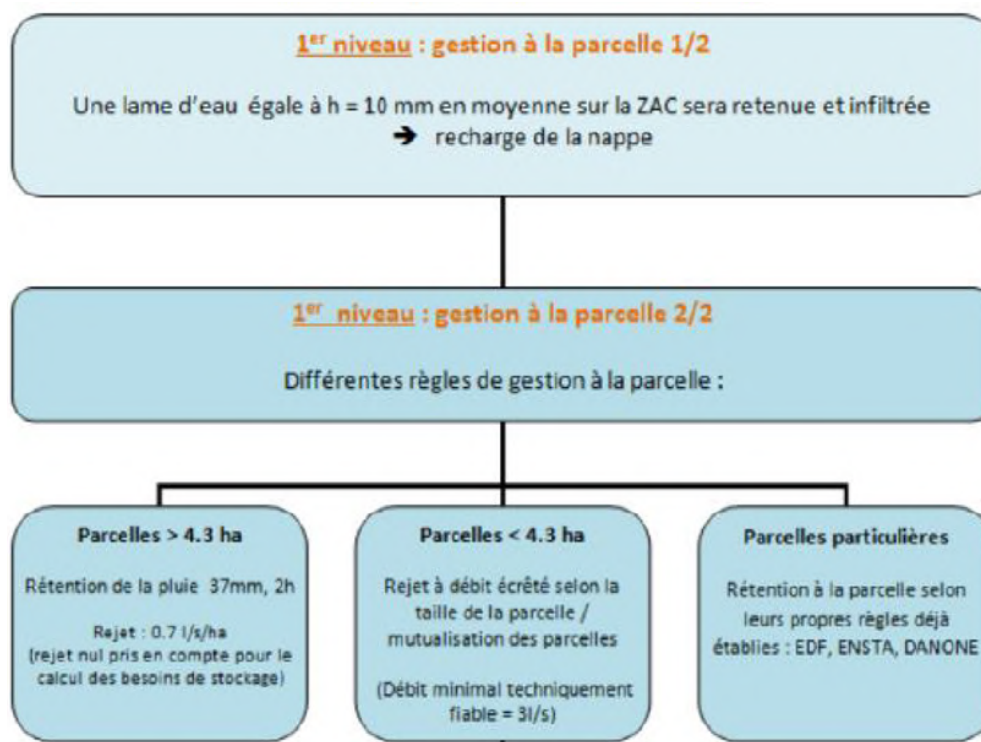 1er niveau : gestion à la parcelle 1/2
Une lame d'eau égale à h = 10 mm en moyenne sur la ZAC sera retenue et infiltrée
➔ recharge de la nappe
1er niveau : gestion à la parcelle 2/2
Différentes règles de gestion à la parcelle :
Parcelles > 4.3 ha
Rétention de la pluie 37mm, 2h
Rejet : 0.7 l/s/ha
(rejet nul pris en compte pour le
calcul des besoins de stockage)
Parcelles < 4.3 ha
Rejet à débit écrêté selon la
taille de la parcelle /
mutualisation des parcelles
(Débit minimal techniquement
fiable = 3l/s)
Parcelles particulières
Rétention à la parcelle selon
leurs propres règles déjà
établies : EDF, ENSTA, DANONE